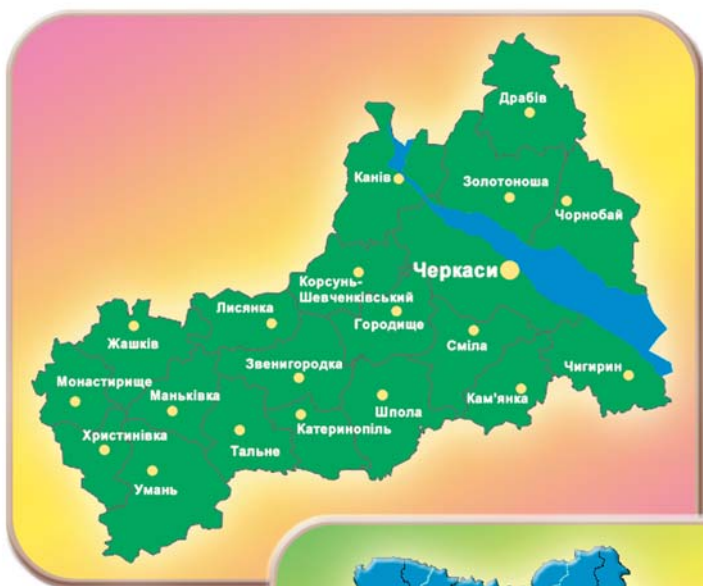 Драбів
Канів
Золотоноша
Чорнобай
Черкаси
Корсунь-
Шевченківський
Лисянка
Городище
Жашків
Сміла
Звенигородка
Чигирин
Монастирище
Маньківка
Кам’янка
Шпола
Катеринопіль
Христинівка
Тальне
Умань